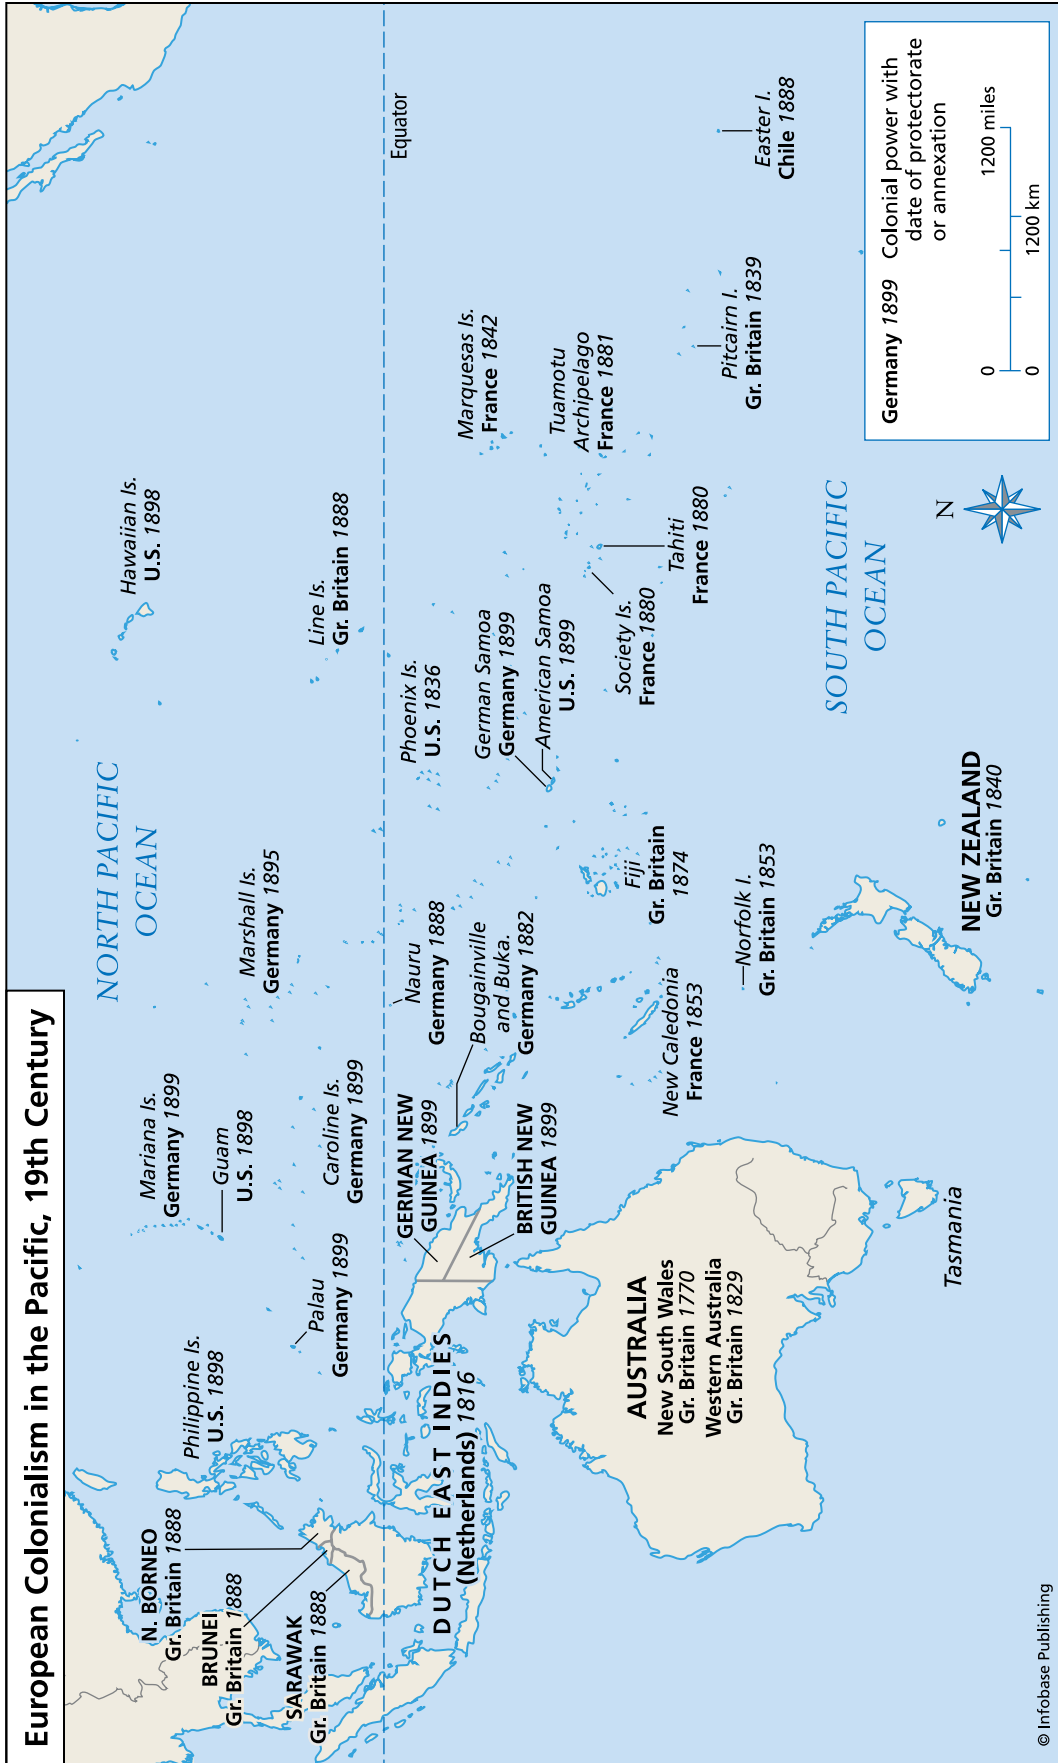 European Colonialism in the Pacific, 19th Century
NORTH PACIFIC
OCEAN
Hawaiian Is.
U.S. 1898
Mariana Is.
Germany 1899
Guam
U.S. 1898
Marshall Is.
Germany 1895
Philippine Is.
U.S. 1898
N. BORNEO
Gr. Britain 1888
BRUNEI
Gr. Britain 1888
SARAWAK
Gr. Britain 1888
Palau
Germany 1899
Caroline Is.
Germany 1899
Line Is.
Gr. Britain 1888
Equator
Nauru
Germany 1888
Phoenix Is.
U.S. 1836
GERMAN NEW
GUINEA 1899
Bougainville
and Buka.
Germany 1882
DUTCH EAST INDIES
(Netherlands) 1816
BRITISH NEW
GUINEA 1899
German Samoa
Germany 1899
American Samoa
U.S. 1899
Marquesas Is.
France 1842
Tuamotu
Archipelago
France 1881
Society Is.
France 1880
Tahiti
France 1880
Fiji
Gr. Britain
1874
New Caledonia
France 1853
Norfolk I.
Gr. Britain 1853
Pitcairn I.
Gr. Britain 1839
Easter I.
Chile 1888
AUSTRALIA
New South Wales
Gr. Britain 1770
Western Australia
Gr. Britain 1829
Tasmania
NEW ZEALAND
Gr. Britain 1840
SOUTH PACIFIC
OCEAN
N
Germany 1899 Colonial power with
date of protectorate
or annexation
0 1200 miles
0 1200 km
© Infobase Publishing